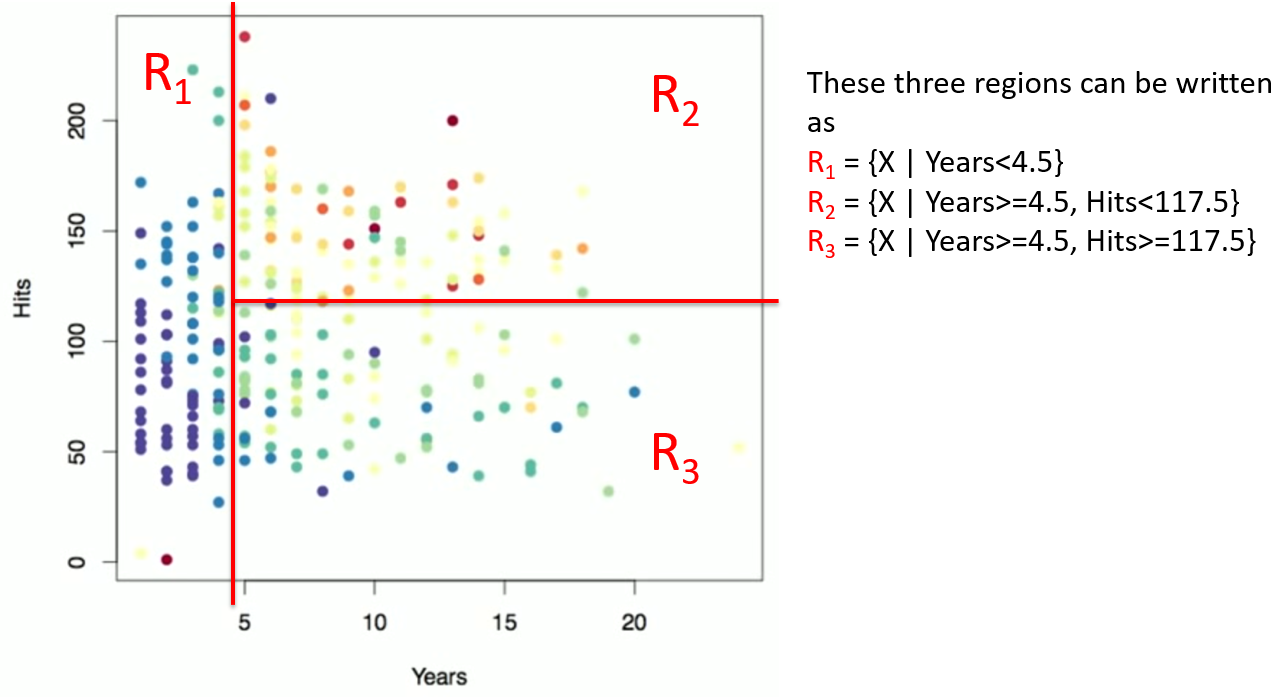 R1
R2
R3
200
150
100
50
0
Hits
5 10 15 20
Years
These three regions can be written
as
R1 = {X | Years<4.5}
R2 = {X | Years>=4.5, Hits<117.5}
R3 = {X | Years>=4.5, Hits>=117.5}